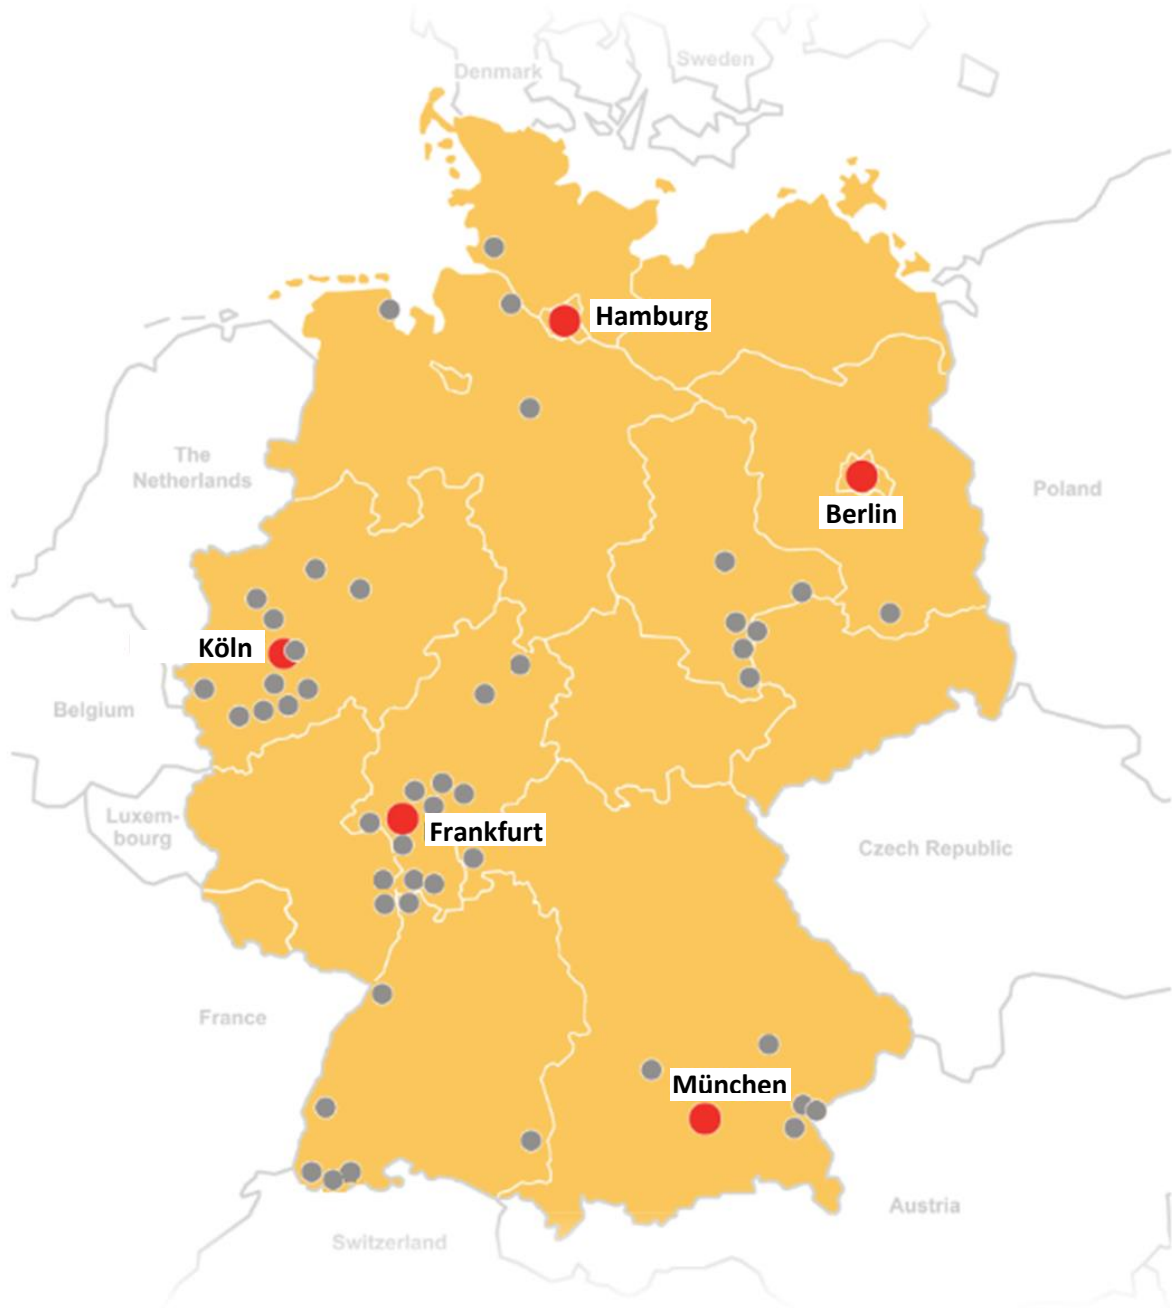 Denmark
Sweden
Hamburg
The
Netherlands
Poland
Berlin
Köln
Belgium
Luxem-
bourg
Frankfurt
Czech Republic
France
München
Austria
Switzerland